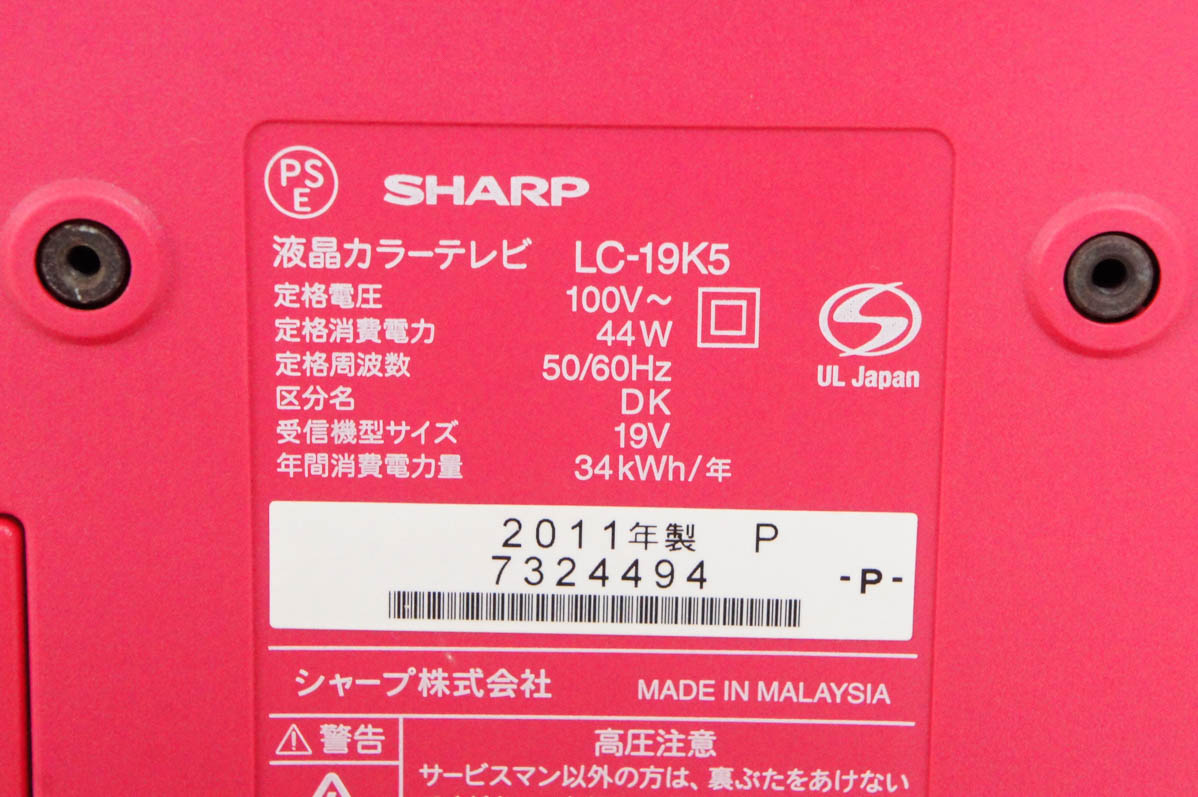 PS
E
SHARP
液晶カラーテレビ LC-19K5
定格電圧 100V～
定格消費電力 44W
定格周波数 50/60Hz
区分名 DK
受信機型サイズ 19V
年間消費電力量 34kWh/年
UL Japan
2011年製 P
7324494 -P-
シャープ株式会社 MADE IN MALAYSIA
警告 高圧注意
サービスマン以外の方は、裏ぶたをあけない